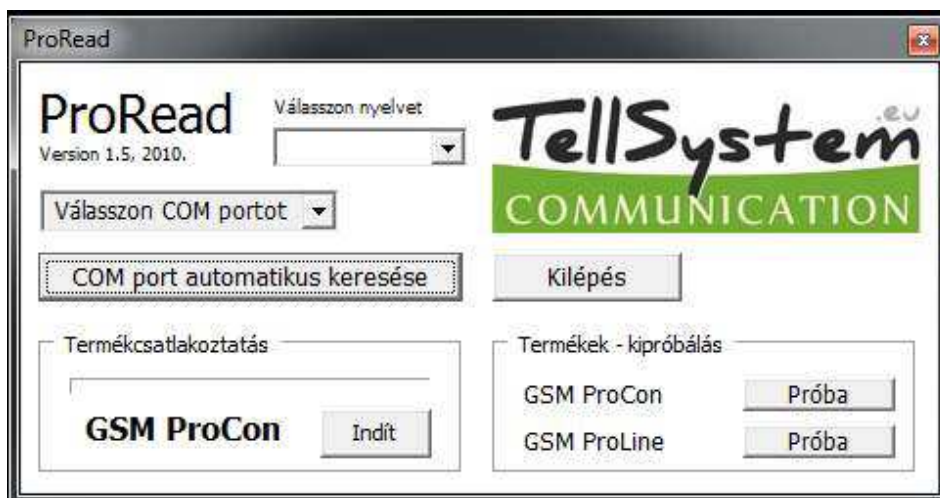 ProRead
ProRead
Version 1.5, 2010.
Válasszon nyelvet
TellSystem
.eu
COMMUNICATION
Válasszon COM portot
COM port automatikus keresése
Kilépés
Termékcsatlakoztatás
GSM ProCon
Indít
Termékek - kipróbálás
GSM ProCon
Próba
GSM ProLine
Próba